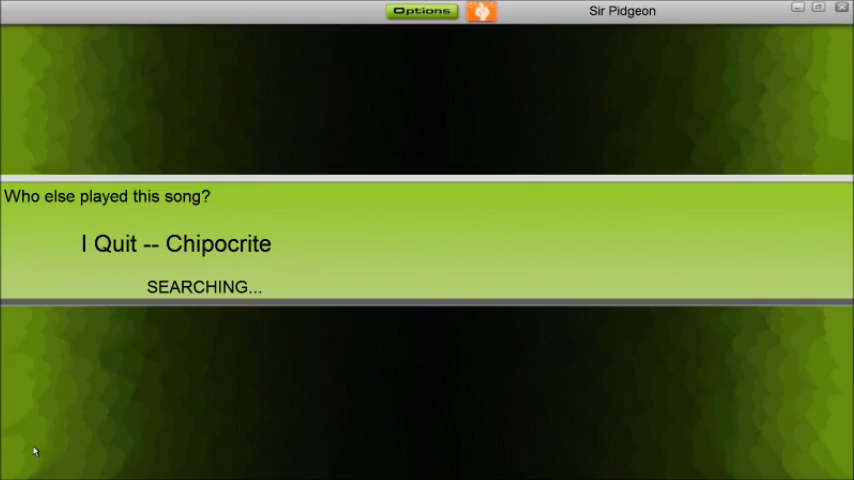 Options
Sir Pidgeon
Who else played this song?
I Quit -- Chipocrite
SEARCHING...